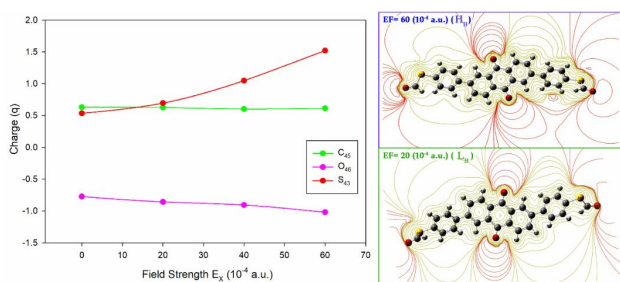 2.0
1.5
1.0
0.5
0.0
-0.5
-1.0
-1.5
Charge (q)
C45
O46
S43
0 10 20 30 40 50 60 70
Field Strength EX (10-4 a.u.)
EF= 60 (10-4 a.u.) (
EF= 20 (10-4 a.u.) (